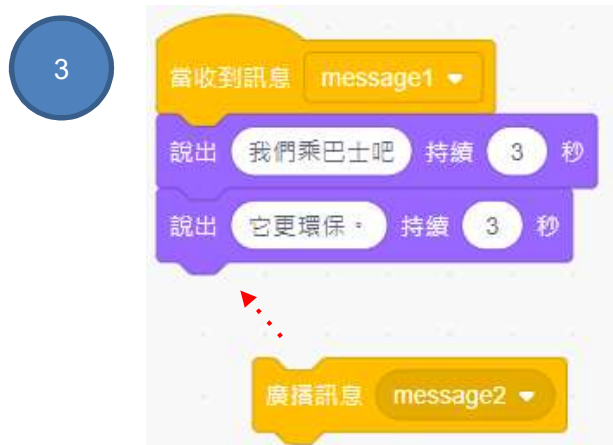 3
當收到訊息 message1
說出 我們乘巴士吧 持續 3 秒
說出 它更環保。 持續 3 秒
廣播訊息 message2